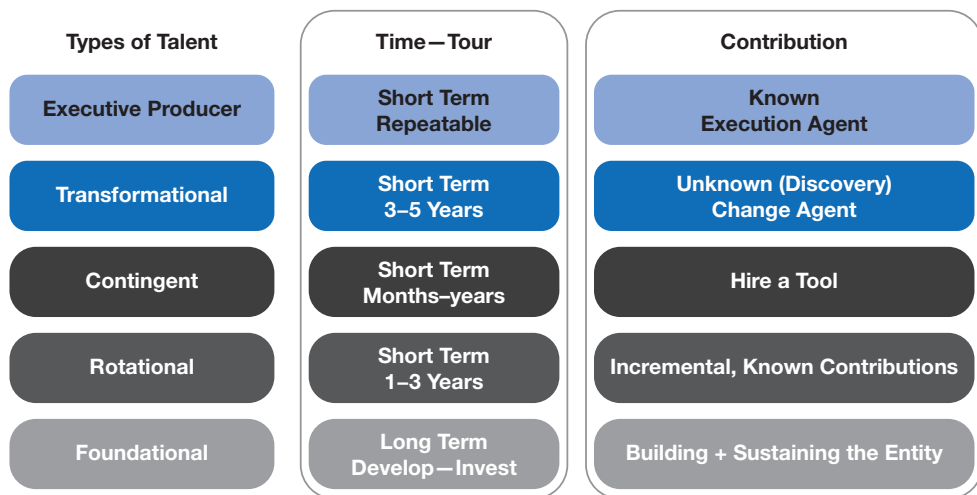 Types of Talent
Time—Tour
Contribution
Executive Producer
Short Term
Repeatable
Known
Execution Agent
Transformational
Short Term
3–5 Years
Unknown (Discovery)
Change Agent
Contingent
Short Term
Months–years
Hire a Tool
Rotational
Short Term
1–3 Years
Incremental, Known Contributions
Foundational
Long Term
Develop—Invest
Building + Sustaining the Entity